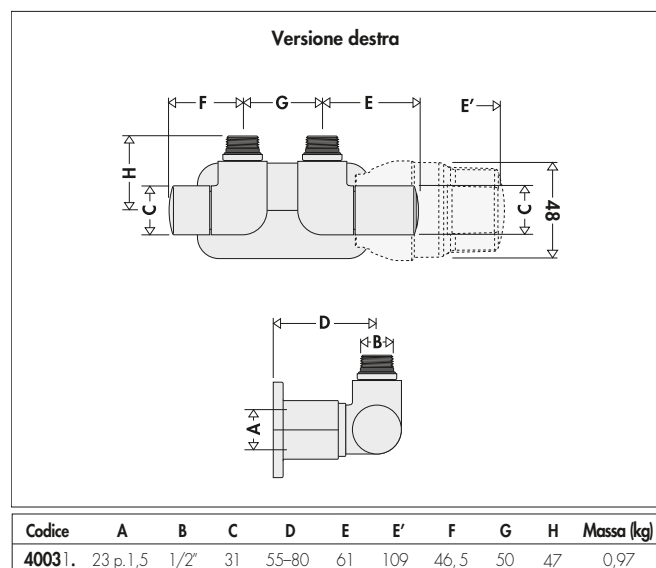 Versione destra
F G E E'
H
C
C
48
D
B
A
Codice A B C D E E' F G H Massa (kg)
40031. 23 p.1,5 1/2" 31 55–80 61 109 46,5 50 47 0,97